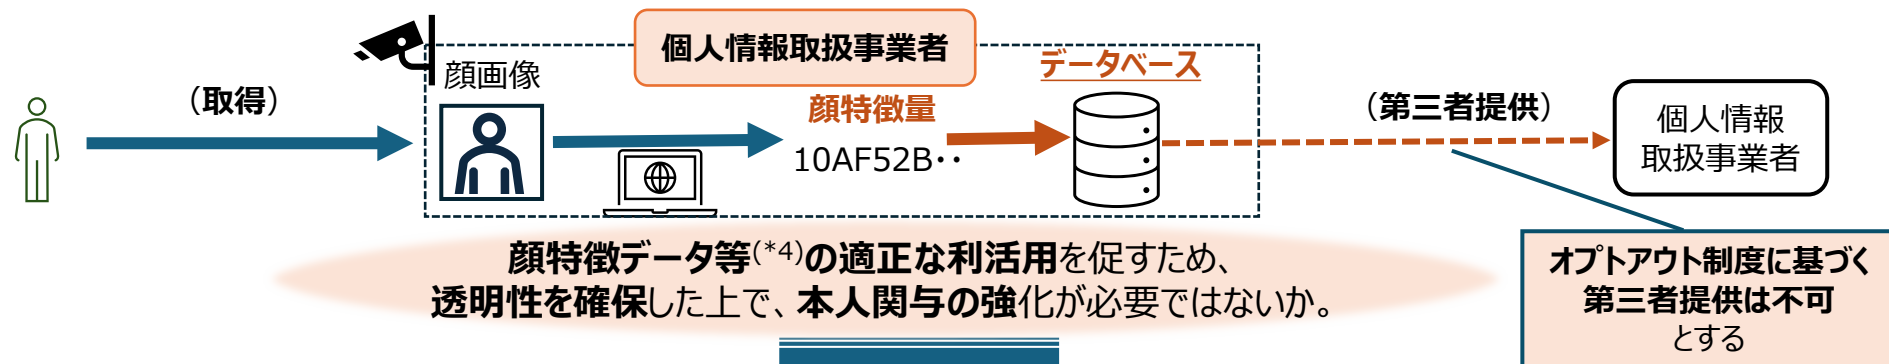 個人情報取扱事業者
データベース
顔画像
（取得）
顔特徴量
10AF52B‥
（第三者提供）
個人情報
取扱事業者
顔特徴データ等(*4)の適正な利活用を促すため、
透明性を確保した上で、本人関与の強化が必要ではないか。
オプトアウト制度に基づく
第三者提供は不可
とする